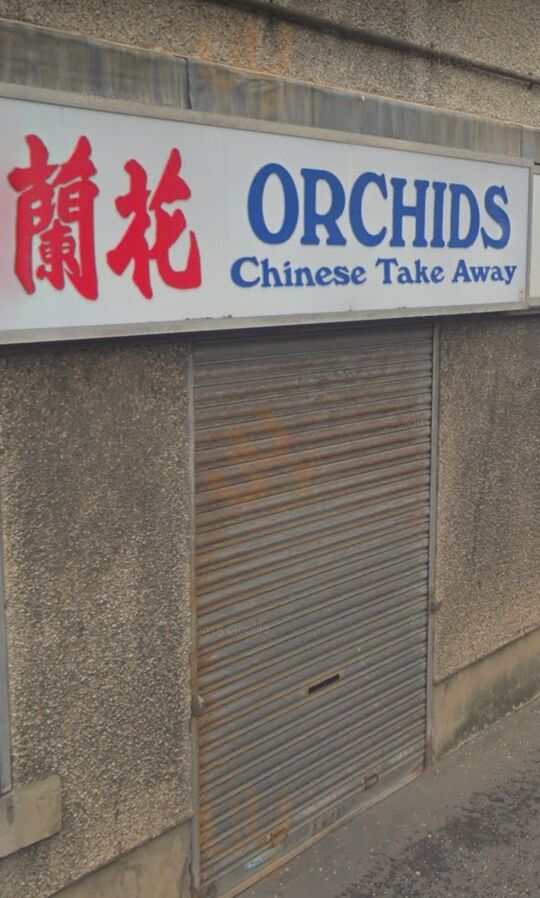 蘭花
ORCHIDS
Chinese Take Away